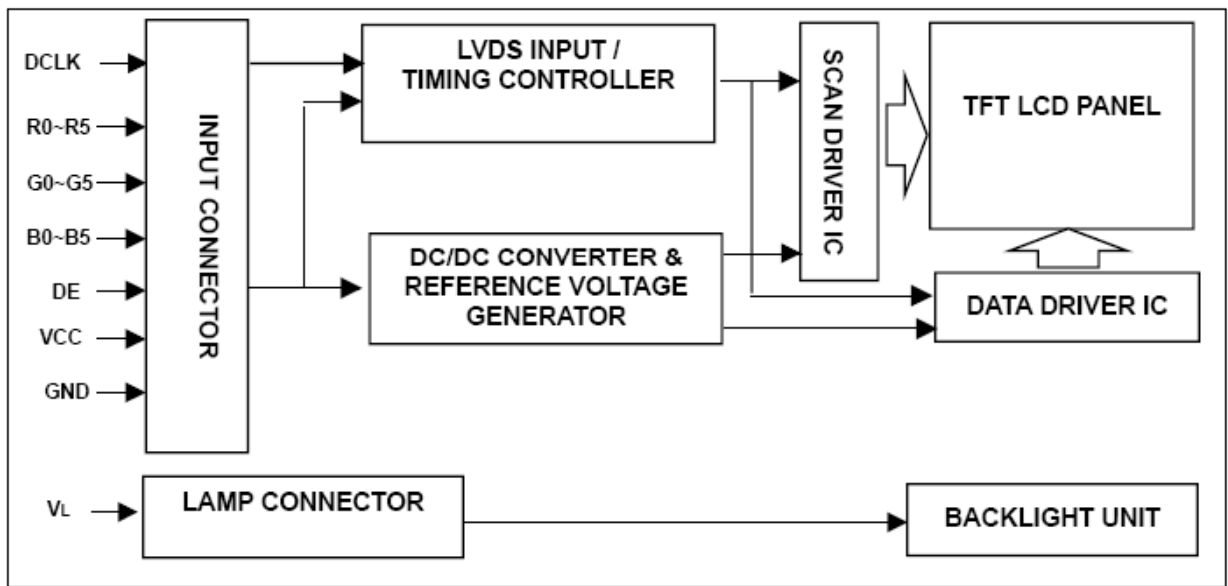 DCLK
R0~R5
G0~G5
B0~B5
DE
VCC
GND
INPUT CONNECTOR
LVDS INPUT /
TIMING CONTROLLER
DC/DC CONVERTER &
REFERENCE VOLTAGE
GENERATOR
SCAN DRIVER IC
TFT LCD PANEL
DATA DRIVER IC
VL
LAMP CONNECTOR
BACKLIGHT UNIT